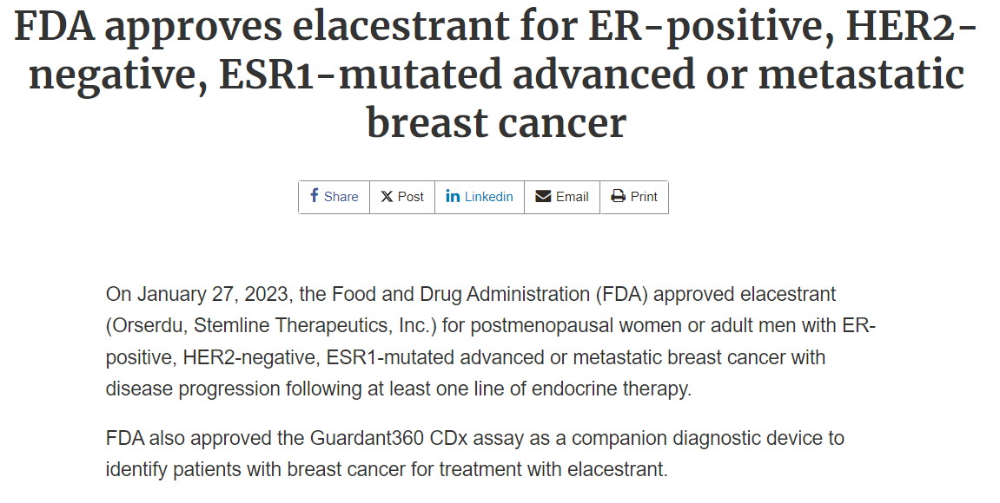 FDA approves elacestrant for ER-positive, HER2-
negative, ESR1-mutated advanced or metastatic
breast cancer
Share Post Linkedin Email Print
On January 27, 2023, the Food and Drug Administration (FDA) approved elacestrant
(Orserdu, Stemline Therapeutics, Inc.) for postmenopausal women or adult men with ER-
positive, HER2-negative, ESR1-mutated advanced or metastatic breast cancer with
disease progression following at least one line of endocrine therapy.
FDA also approved the Guardant360 CDx assay as a companion diagnostic device to
identify patients with breast cancer for treatment with elacestrant.